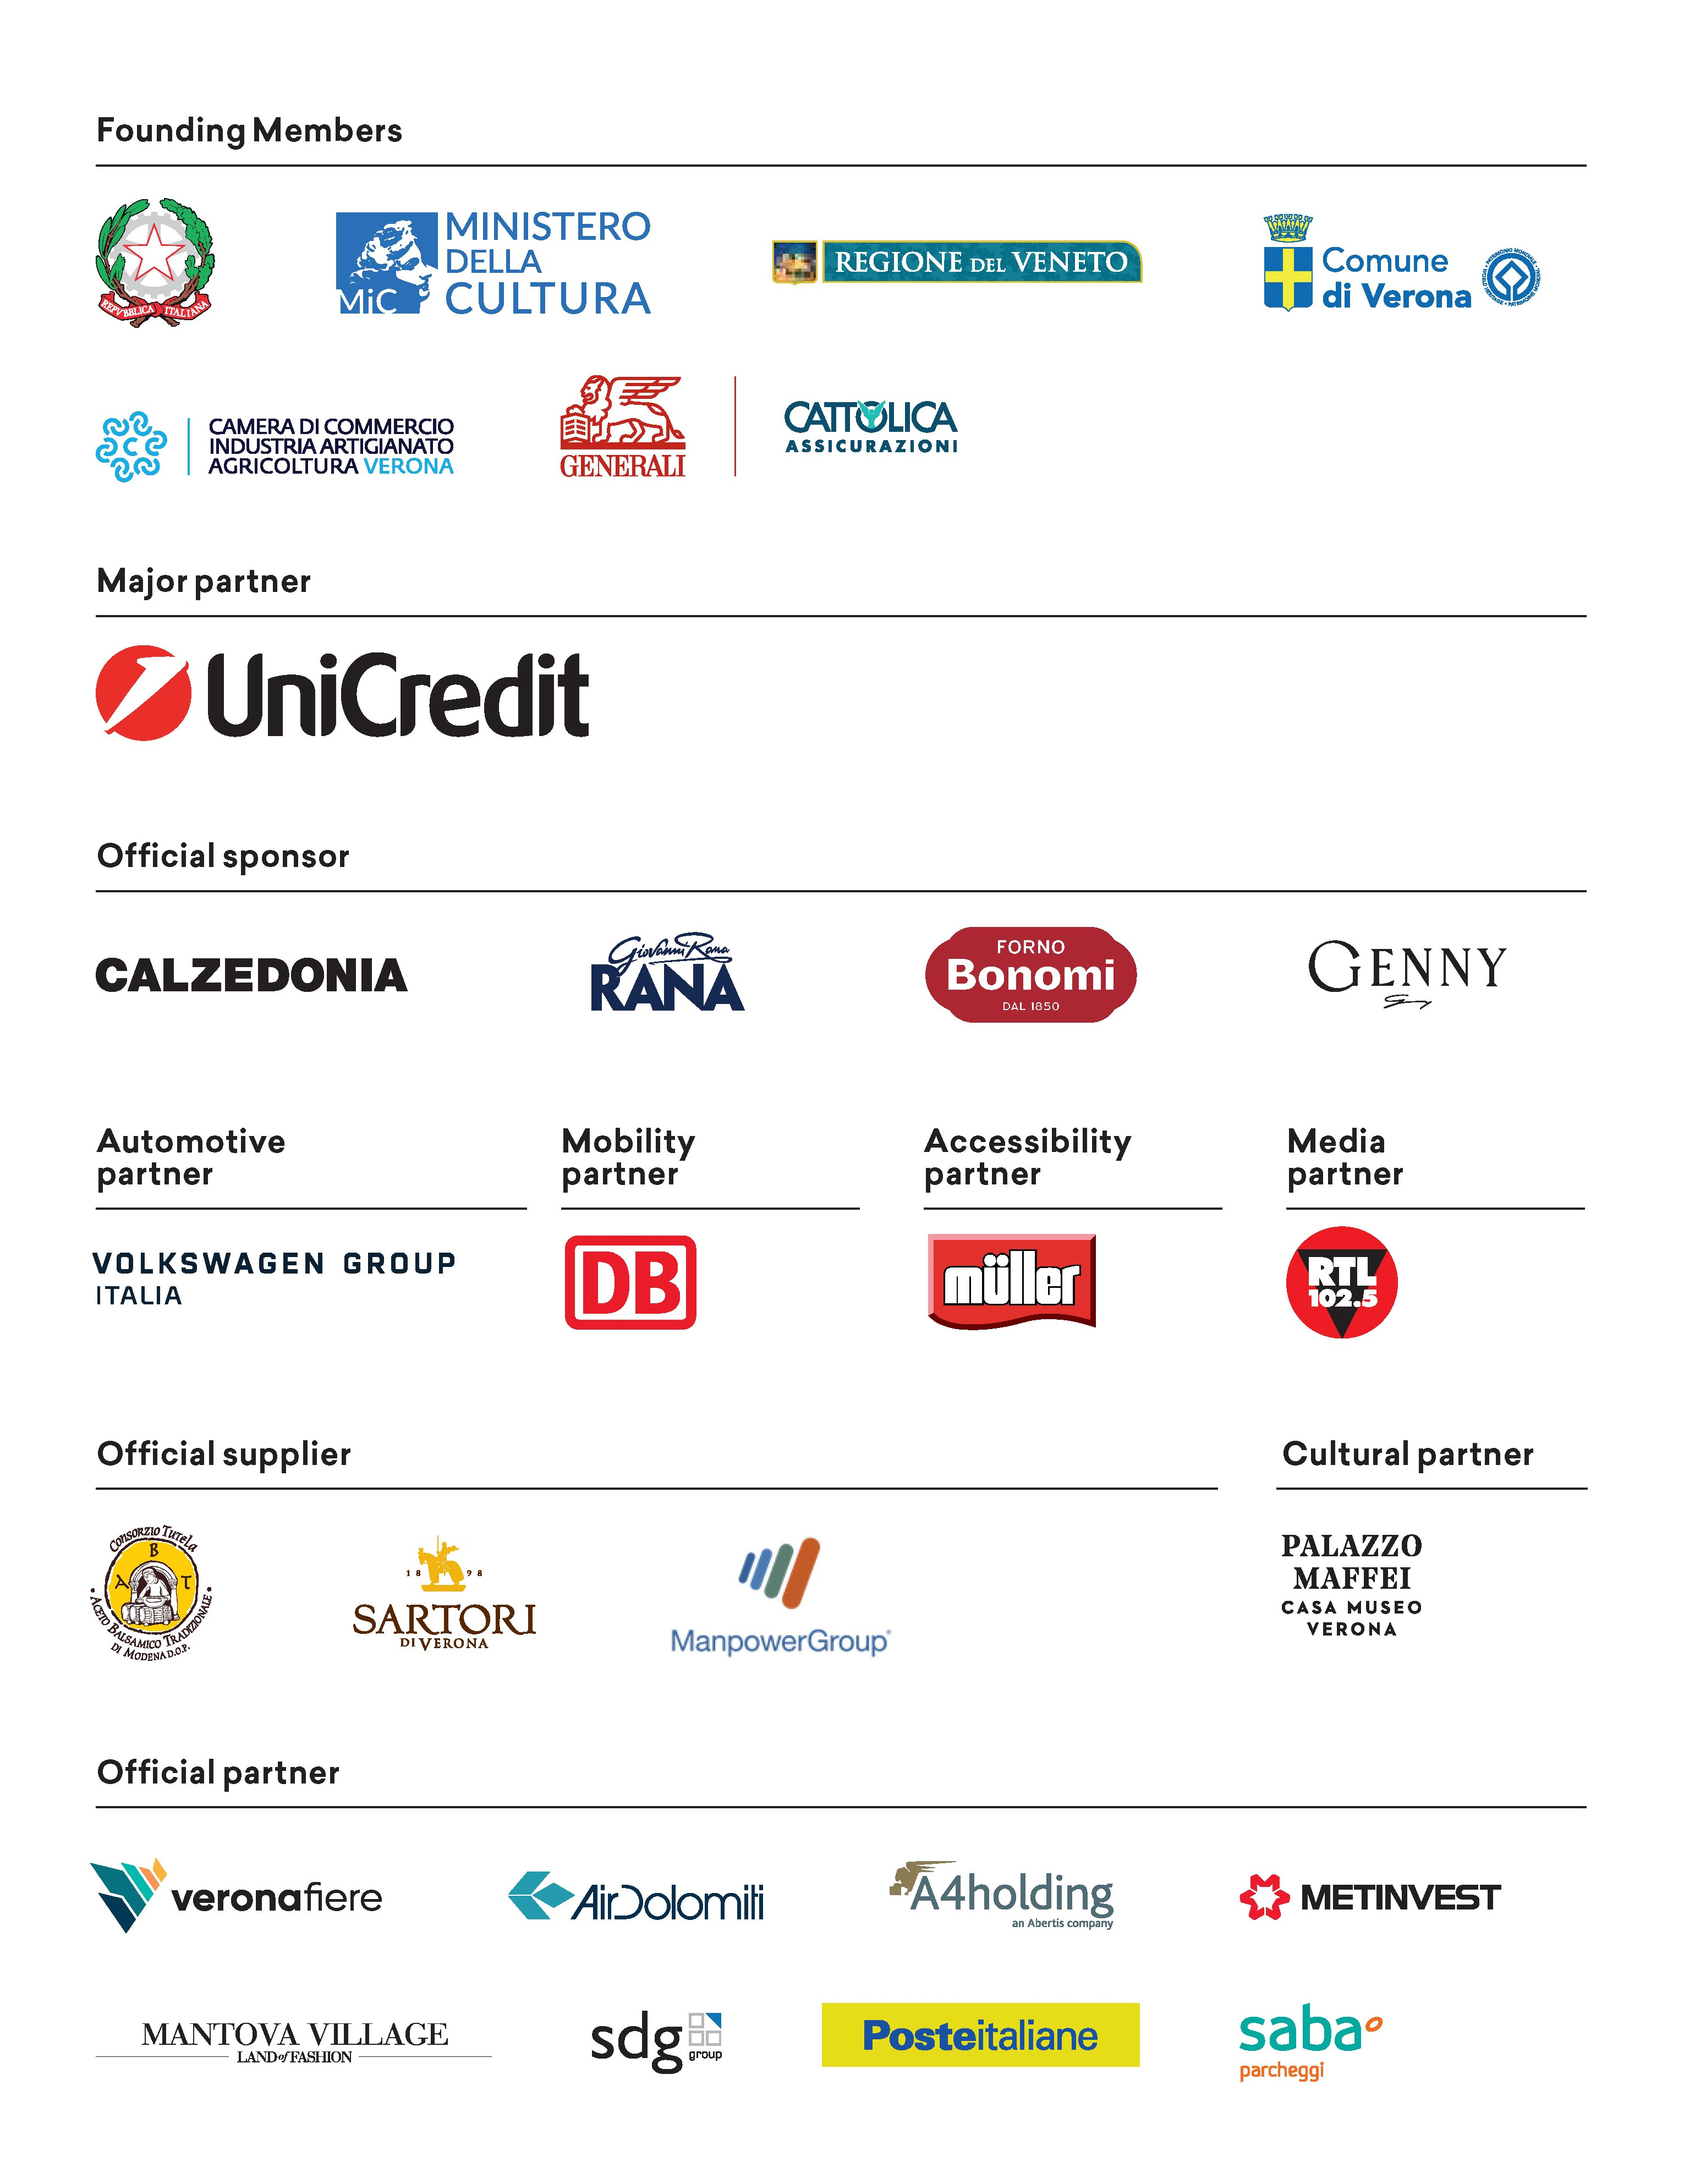 Founding Members
REPVBBLICA ITALIANA
MiC
MINISTERO
DELLA
CULTURA
REGIONE DEL VENETO
Comune
di Verona
CAMERA DI COMMERCIO
INDUSTRIA ARTIGIANATO
AGRICOLTURA VERONA
GENERALI
CATTOLICA
ASSICURAZIONI
Major partner
UniCredit
Official sponsor
CALZEDONIA
Giovanni Rana
RANA
FORNO
Bonomi
DAL 1850
GENNY
Automotive
partner
Mobility
partner
Accessibility
partner
Media
partner
VOLKSWAGEN GROUP
ITALIA
DB
müller
RTL
102.5
Official supplier
Cultural partner
CONSORZIO TUTELA
A B T
ACETO BALSAMICO TRADIZIONALE
DI MODENA D.O.P.
1898
SARTORI
DI VERONA
ManpowerGroup®
PALAZZO
MAFFEI
CASA MUSEO
VERONA
Official partner
veronafiere
AirDolomiti
A4holding
an Abertis company
METINVEST
MANTOVA VILLAGE
LAND of FASHION
sdg
group
Posteitaliane
saba
parcheggi